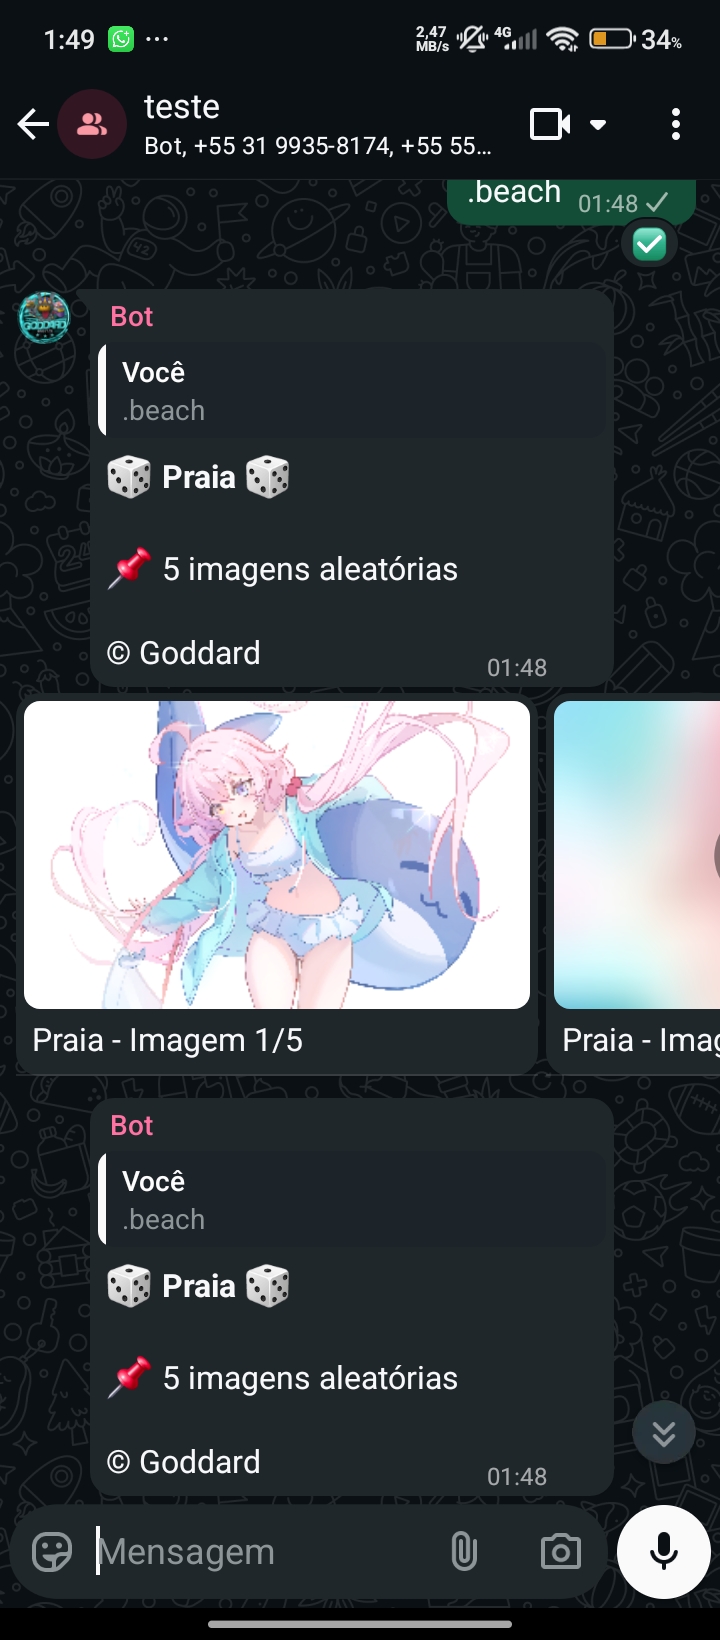 1:49
2,47
MB/s
4G
34%
teste
Bot, +55 31 9935-8174, +55 55...
.beach 01:48
GODDARD
Bot
Você
.beach
Praia
5 imagens aleatórias
© Goddard
01:48
Praia - Imagem 1/5
Praia - Imag
Bot
Você
.beach
Praia
5 imagens aleatórias
© Goddard
01:48
Mensagem